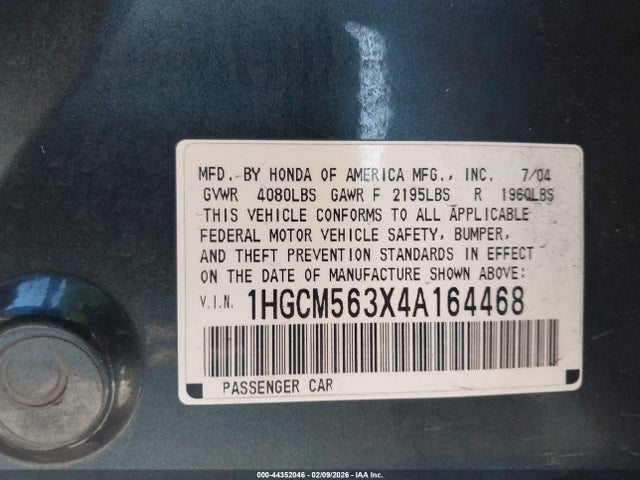 MFD. BY HONDA OF AMERICA MFG., INC. 7/04
GVWR 4080LBS GAWR F 2195LBS R 1960LBS
THIS VEHICLE CONFORMS TO ALL APPLICABLE
FEDERAL MOTOR VEHICLE SAFETY, BUMPER,
AND THEFT PREVENTION STANDARDS IN EFFECT
ON THE DATE OF MANUFACTURE SHOWN ABOVE:
V.I.N. 1HGCM563X4A164468
PASSENGER CAR
000-44352046 - 02/09/2026 - IAA Inc.